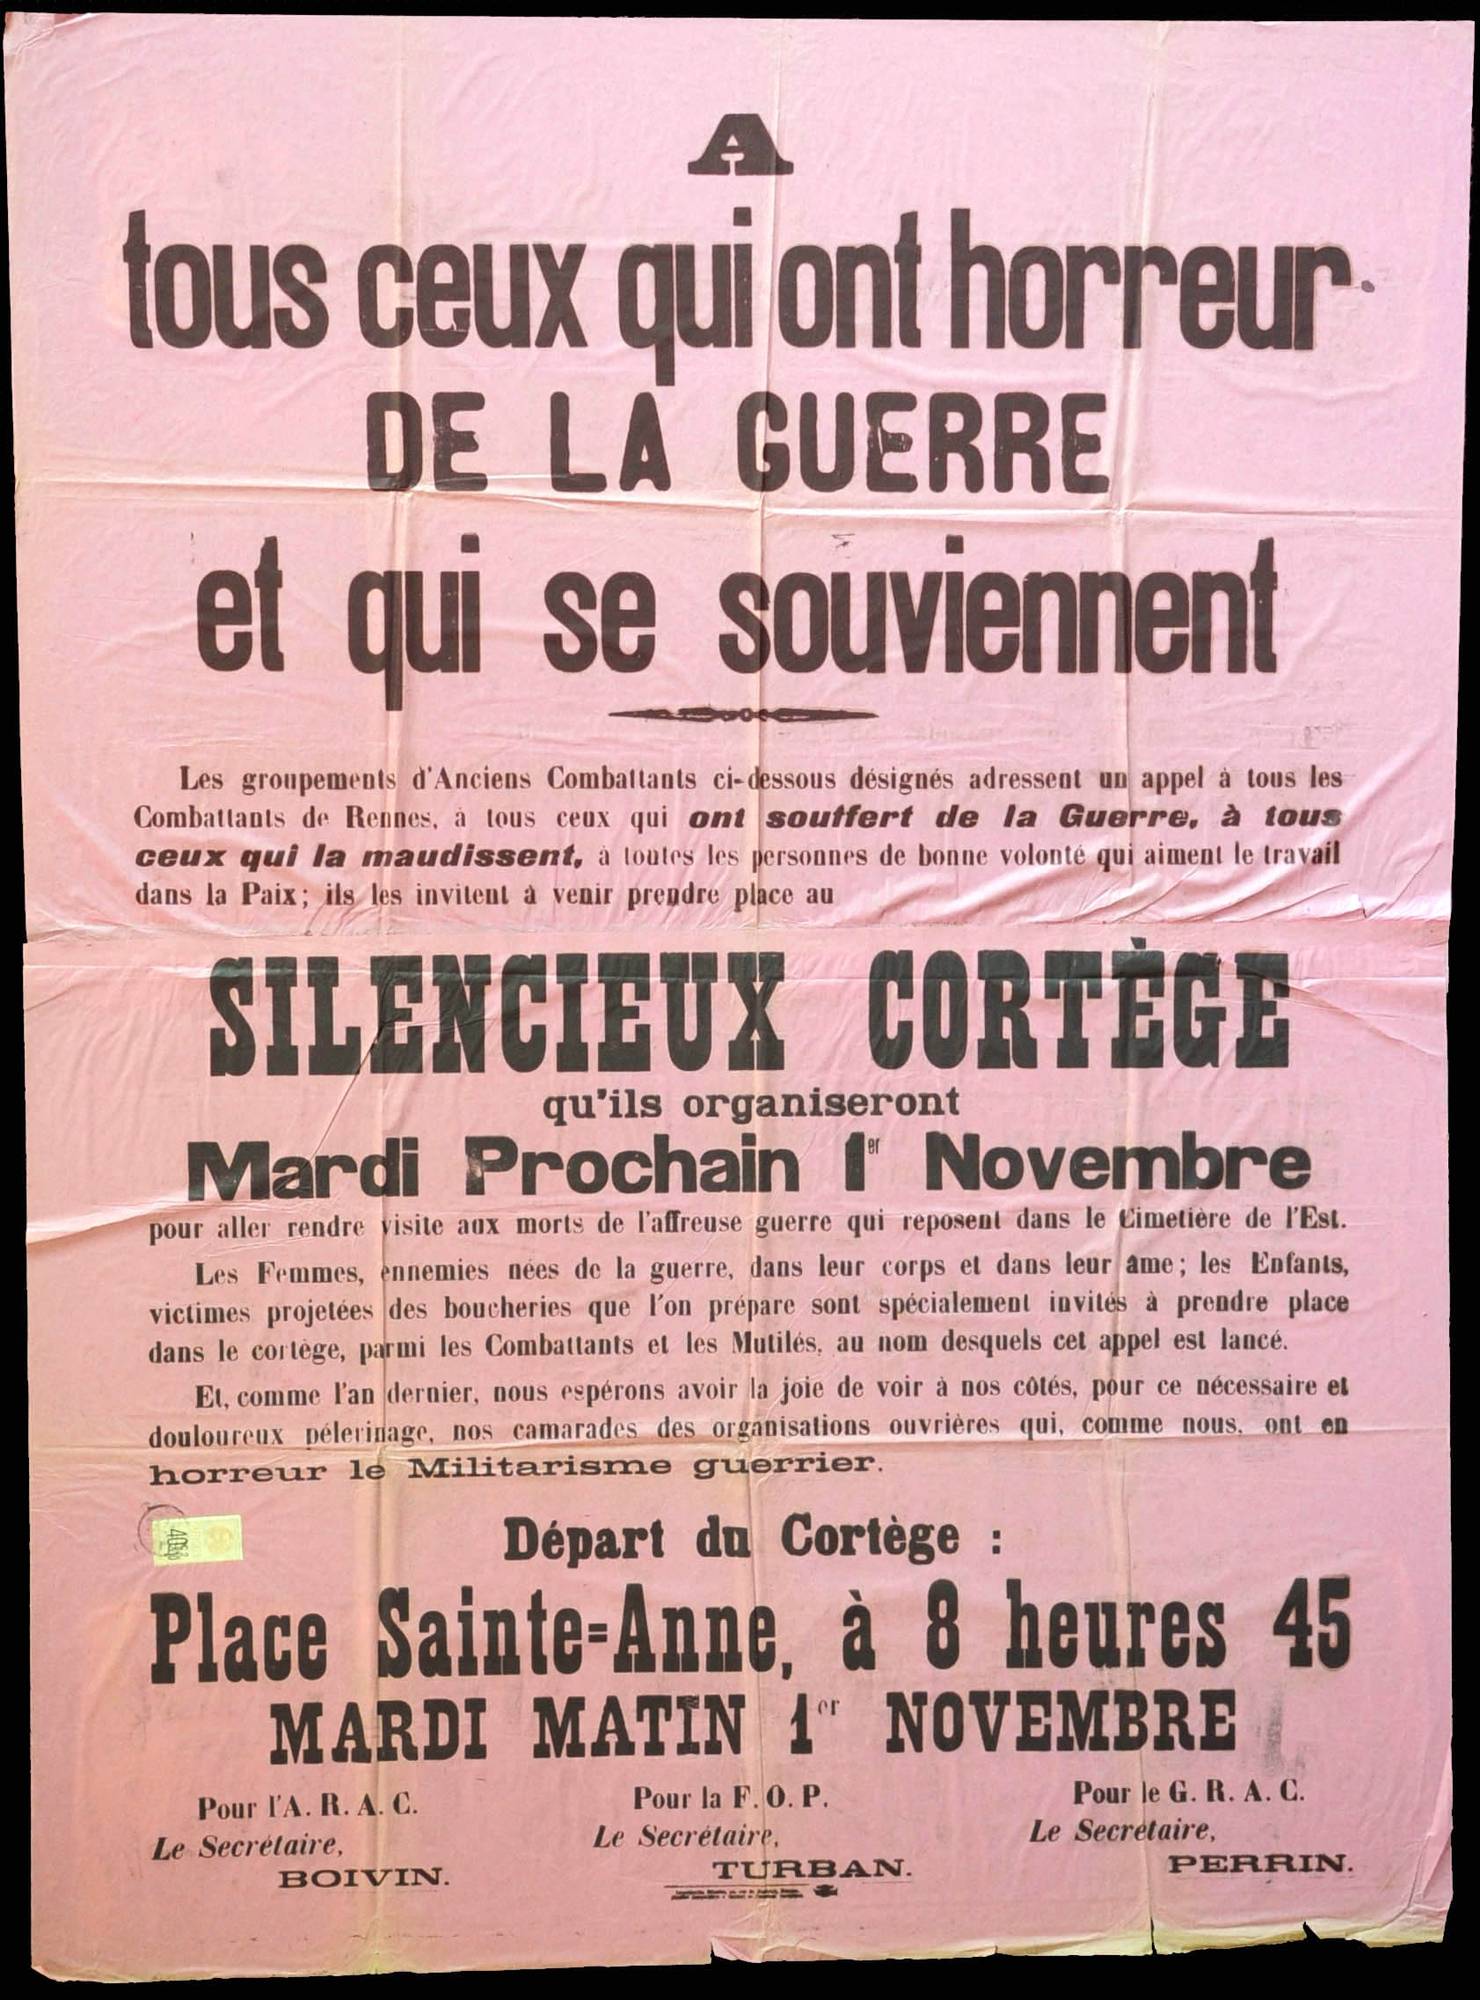 A
tous ceux qui ont horreur
DE LA GUERRE
et qui se souviennent
Les groupements d'Anciens Combattants ci-dessous désignés adressent un appel à tous les
Combattants de Rennes, à tous ceux qui ont souffert de la Guerre, à tous
ceux qui la maudissent, à toutes les personnes de bonne volonté qui aiment le travail
dans la Paix; ils les invitent à venir prendre place au
SILENCIEUX CORTÈGE
qu'ils organiseront
Mardi Prochain 1er Novembre
pour aller rendre visite aux morts de l'affreuse guerre qui reposent dans le Cimetière de l'Est.
Les Femmes, ennemies nées de la guerre, dans leur corps et dans leur âme; les Enfants,
victimes projetées des boucheries que l'on prépare sont spécialement invités à prendre place
dans le cortège, parmi les Combattants et les Mutilés, au nom desquels cet appel est lancé.
Et, comme l'an dernier, nous espérons avoir la joie de voir à nos côtés, pour ce nécessaire et
douloureux pélerinage, nos camarades des organisations ouvrières qui, comme nous, ont en
horreur le Militarisme guerrier.
Départ du Cortège :
Place Sainte=Anne, à 8 heures 45
MARDI MATIN 1er NOVEMBRE
Pour l'A. R. A. C. Pour la F. O. P. Pour le G. R. A. C.
Le Secrétaire, Le Secrétaire, Le Secrétaire,
BOIVIN. TURBAN. PERRIN.